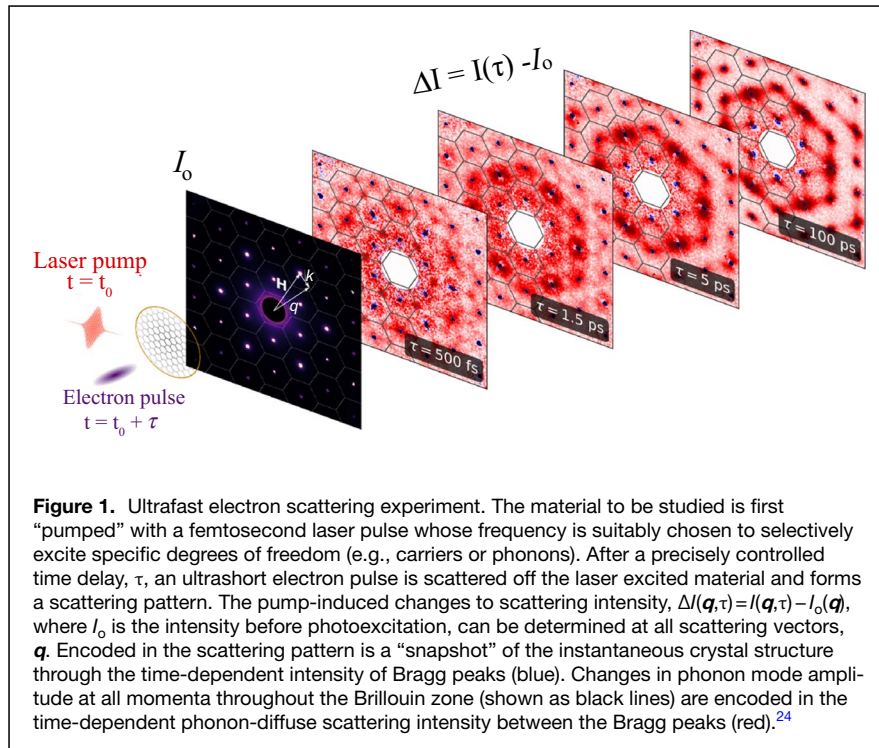 ΔI = I(τ) -Iₒ
Iₒ
Laser pump
t = t₀
Electron pulse
t = t₀ + τ
H
k
q
τ = 500 fs
τ = 1.5 ps
τ = 5 ps
τ = 100 ps
Figure 1. Ultrafast electron scattering experiment. The material to be studied is first
“pumped” with a femtosecond laser pulse whose frequency is suitably chosen to selectively
excite specific degrees of freedom (e.g., carriers or phonons). After a precisely controlled
time delay, τ, an ultrashort electron pulse is scattered off the laser excited material and forms
a scattering pattern. The pump-induced changes to scattering intensity, ΔI(q,τ)=I(q,τ)−Iₒ(q),
where Iₒ is the intensity before photoexcitation, can be determined at all scattering vectors,
q. Encoded in the scattering pattern is a “snapshot” of the instantaneous crystal structure
through the time-dependent intensity of Bragg peaks (blue). Changes in phonon mode ampli-
tude at all momenta throughout the Brillouin zone (shown as black lines) are encoded in the
time-dependent phonon-diffuse scattering intensity between the Bragg peaks (red).²⁴